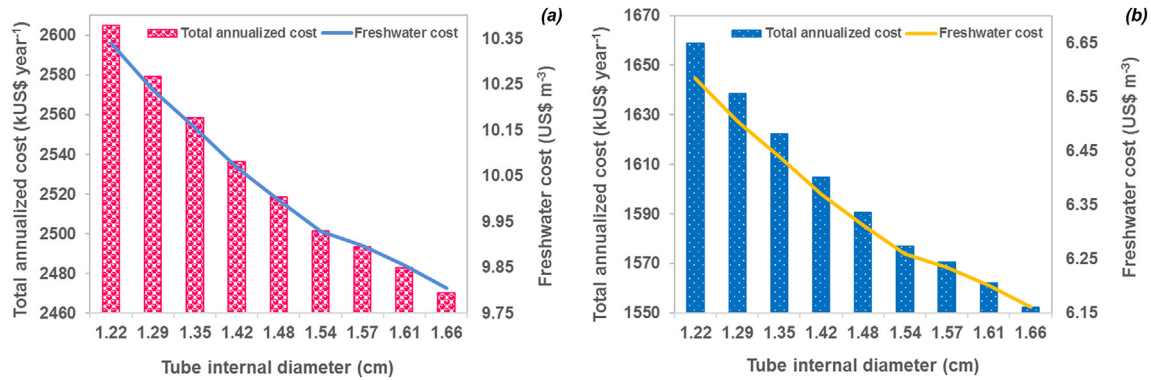 (a)
Total annualized cost
Freshwater cost
Total annualized cost (kUS$ year-1)
2600
2580
2560
2540
2520
2500
2480
2460
10.35
10.25
10.15
10.05
9.95
9.85
9.75
Freshwater cost (US$ m-3)
1.22 1.29 1.35 1.42 1.48 1.54 1.57 1.61 1.66
Tube internal diameter (cm)
(b)
Total annualized cost
Freshwater cost
Total annualized cost (kUS$ year-1)
1670
1650
1630
1610
1590
1570
1550
6.65
6.55
6.45
6.35
6.25
6.15
Freshwater cost (US$ m-3)
1.22 1.29 1.35 1.42 1.48 1.54 1.57 1.61 1.66
Tube internal diameter (cm)